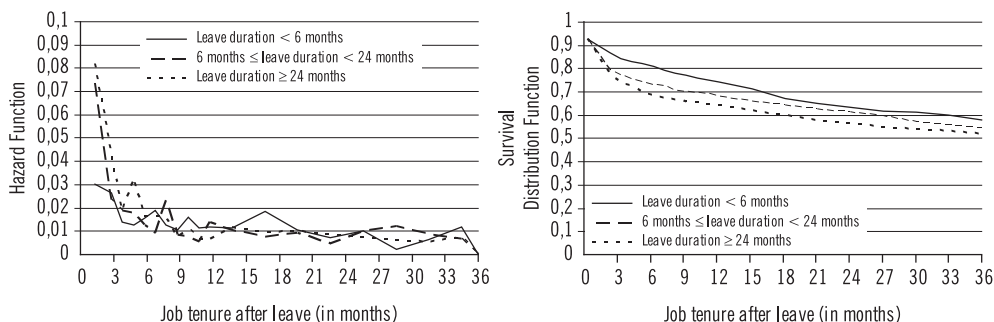 Hazard Function
0,1
0,09
0,08
0,07
0,06
0,05
0,04
0,03
0,02
0,01
0
Leave duration < 6 months
6 months ≤ leave duration < 24 months
Leave duration ≥ 24 months
0 3 6 9 12 15 18 21 24 27 30 33 36
Job tenure after leave (in months)
Survival
Distribution Function
1
0,9
0,8
0,7
0,6
0,5
0,4
0,3
0,2
0,1
0
Leave duration < 6 months
6 months ≤ leave duration < 24 months
Leave duration ≥ 24 months
0 3 6 9 12 15 18 21 24 27 30 33 36
Job tenure after leave (in months)